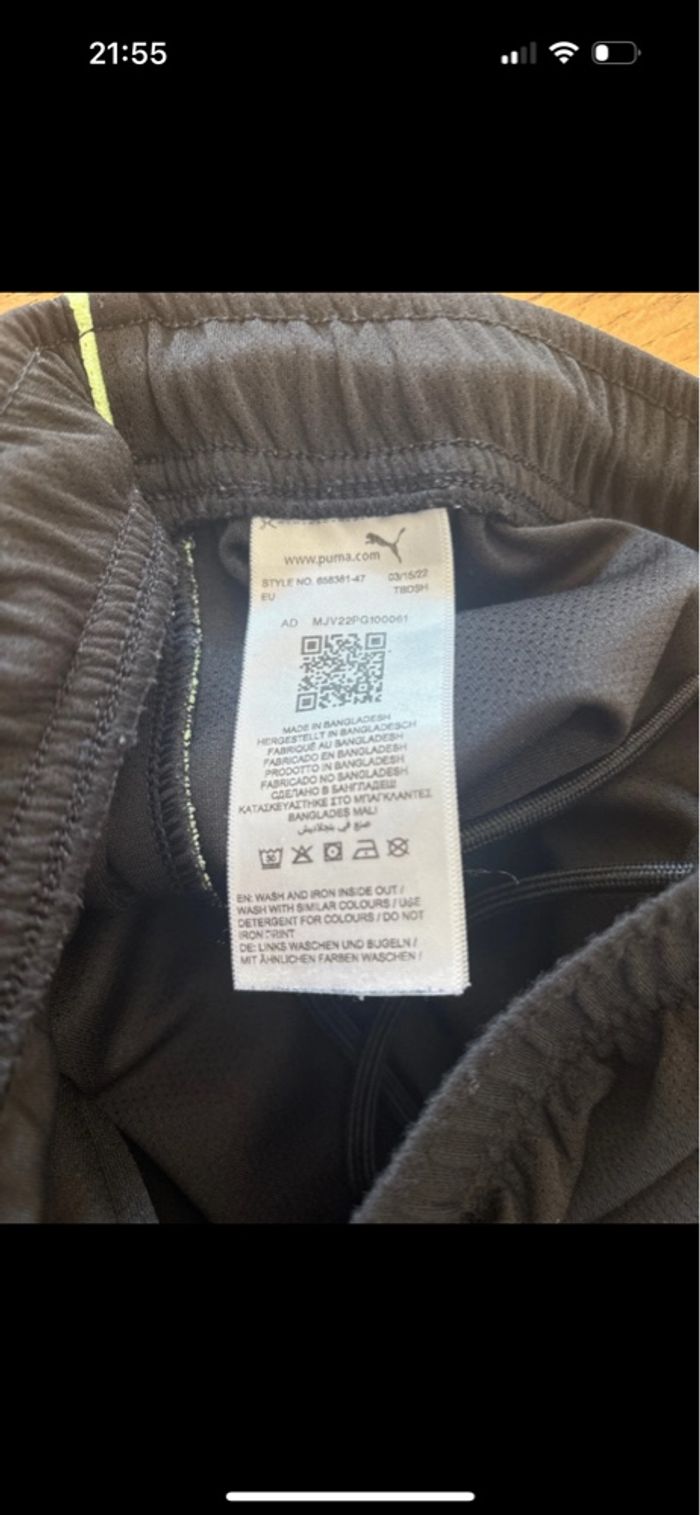 21:55
www.puma.com
STYLE NO. 658381-47 03/15/22
EU TBDSH
AD MJV22PG100061
MADE IN BANGLADESH
HERGESTELLT IN BANGLADESCH
FABRIQUÉ AU BANGLADESH
FABRICADO EN BANGLADESH
PRODOTTO IN BANGLADESH
FABRICADO NO BANGLADESH
СДЕЛАНО В БАНГЛАДЕШ
ΚΑΤΑΣΚΕΥΑΣΤΗΚΕ ΣΤΟ ΜΠΑΓΚΛΑΝΤΕΣ
BANGLADEŞ MALI
صنع في بنجلاديش
30
EN: WASH AND IRON INSIDE OUT /
WASH WITH SIMILAR COLOURS / USE
DETERGENT FOR COLOURS / DO NOT
IRON PRINT
DE: LINKS WASCHEN UND BÜGELN /
MIT ÄHNLICHEN FARBEN WASCHEN /